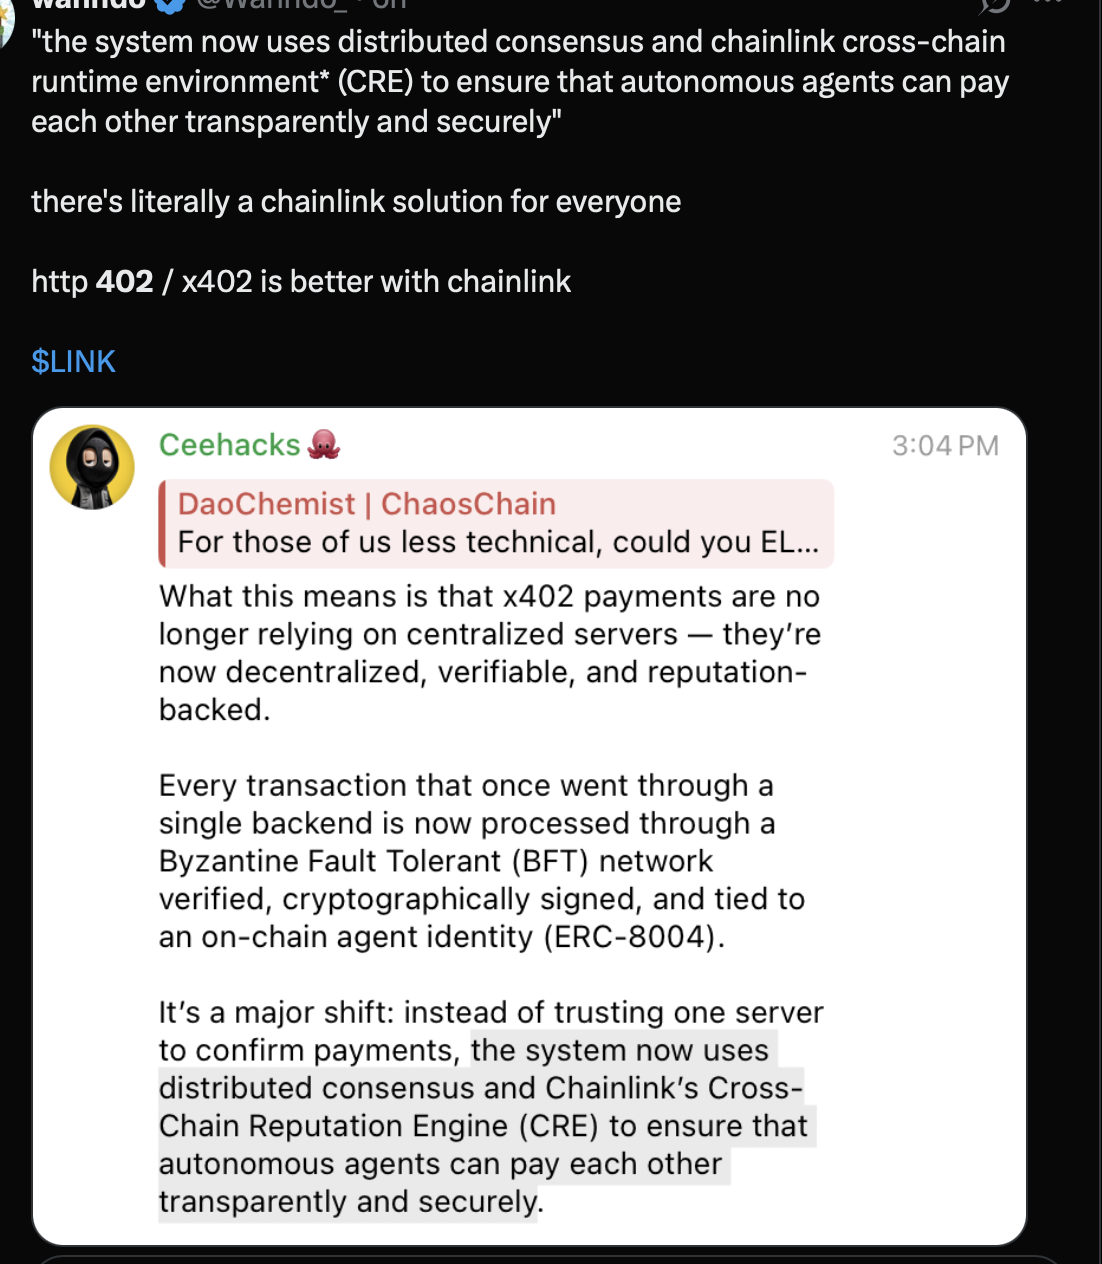 "the system now uses distributed consensus and chainlink cross-chain
runtime environment* (CRE) to ensure that autonomous agents can pay
each other transparently and securely"
there's literally a chainlink solution for everyone
http 402 / x402 is better with chainlink
$LINK
Ceehacks🐙 3:04 PM
DaoChemist | ChaosChain
For those of us less technical, could you EL...
What this means is that x402 payments are no
longer relying on centralized servers — they're
now decentralized, verifiable, and reputation-
backed.
Every transaction that once went through a
single backend is now processed through a
Byzantine Fault Tolerant (BFT) network
verified, cryptographically signed, and tied to
an on-chain agent identity (ERC-8004).
It's a major shift: instead of trusting one server
to confirm payments, the system now uses
distributed consensus and Chainlink's Cross-
Chain Reputation Engine (CRE) to ensure that
autonomous agents can pay each other
transparently and securely.